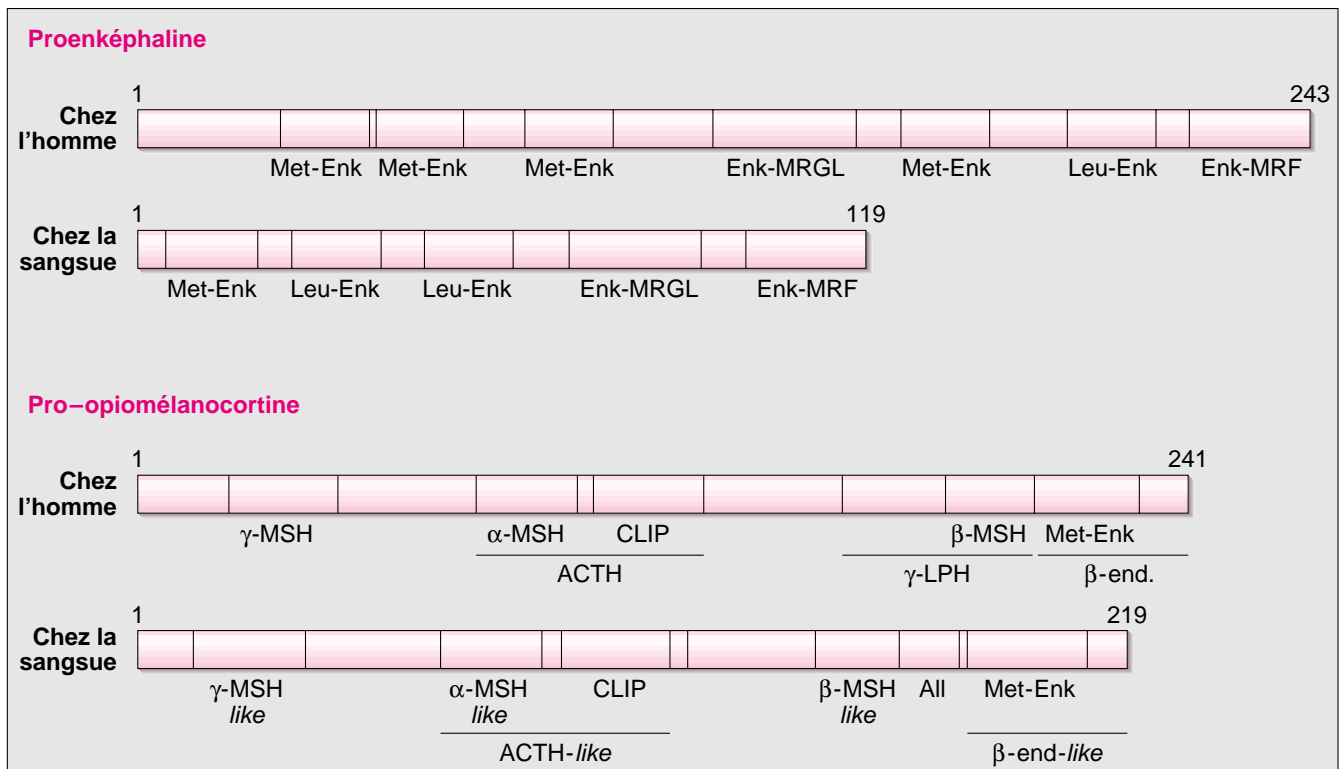 Proenképhaline
1 243
Chez
l'homme
Met-Enk Met-Enk Met-Enk Enk-MRGL Met-Enk Leu-Enk Enk-MRF
1 119
Chez la
sangsue
Met-Enk Leu-Enk Leu-Enk Enk-MRGL Enk-MRF
Pro–opiomélanocortine
1 241
Chez
l'homme
γ-MSH α-MSH CLIP β-MSH Met-Enk
ACTH γ-LPH β-end.
1 219
Chez la
sangsue
γ-MSH α-MSH CLIP β-MSH All Met-Enk
like like like
ACTH-like β-end-like